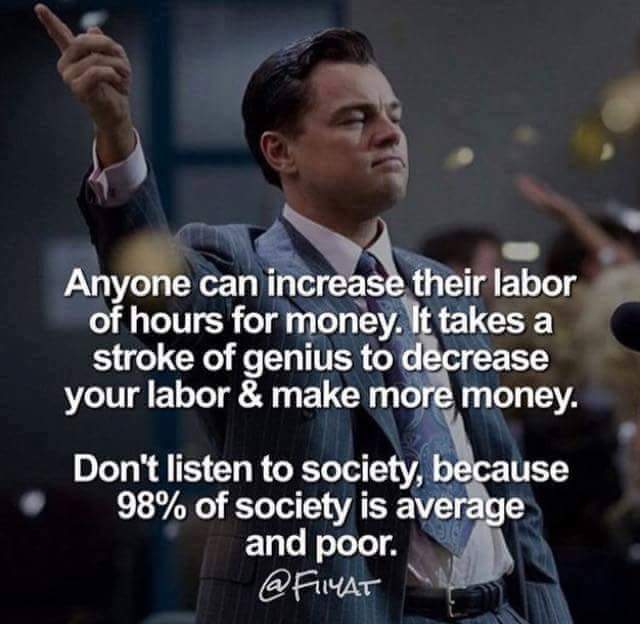 Anyone can increase their labor
of hours for money. It takes a
stroke of genius to decrease
your labor & make more money.
Don't listen to society, because
98% of society is average
and poor.
@FIIYAT